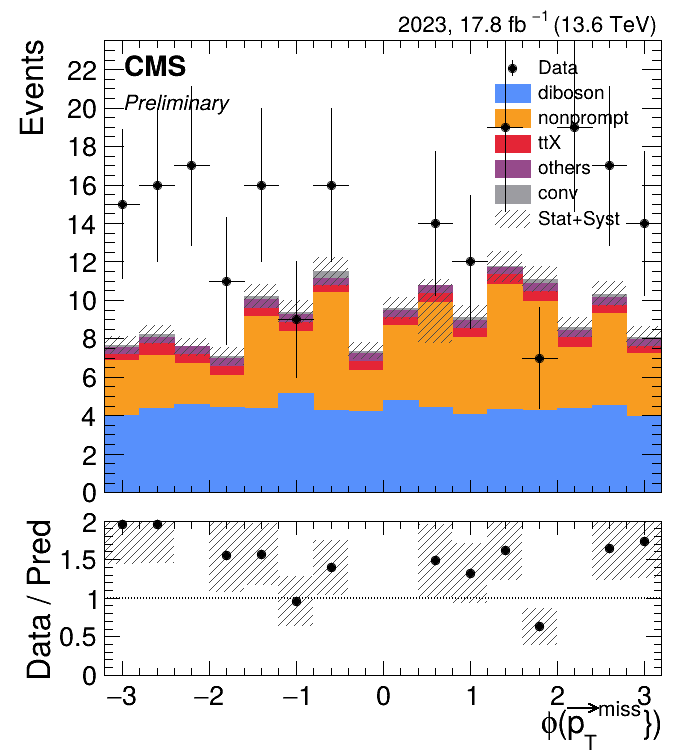 2023, 17.8 fb⁻¹ (13.6 TeV)
CMS
Preliminary
Events
22
20
18
16
14
12
10
8
6
4
2
0
Data
diboson
nonprompt
ttX
others
conv
Stat+Syst
Data / Pred
2
1.5
1
0.5
0
−3 −2 −1 0 1 2 3
ϕ(p⃗_T^miss})